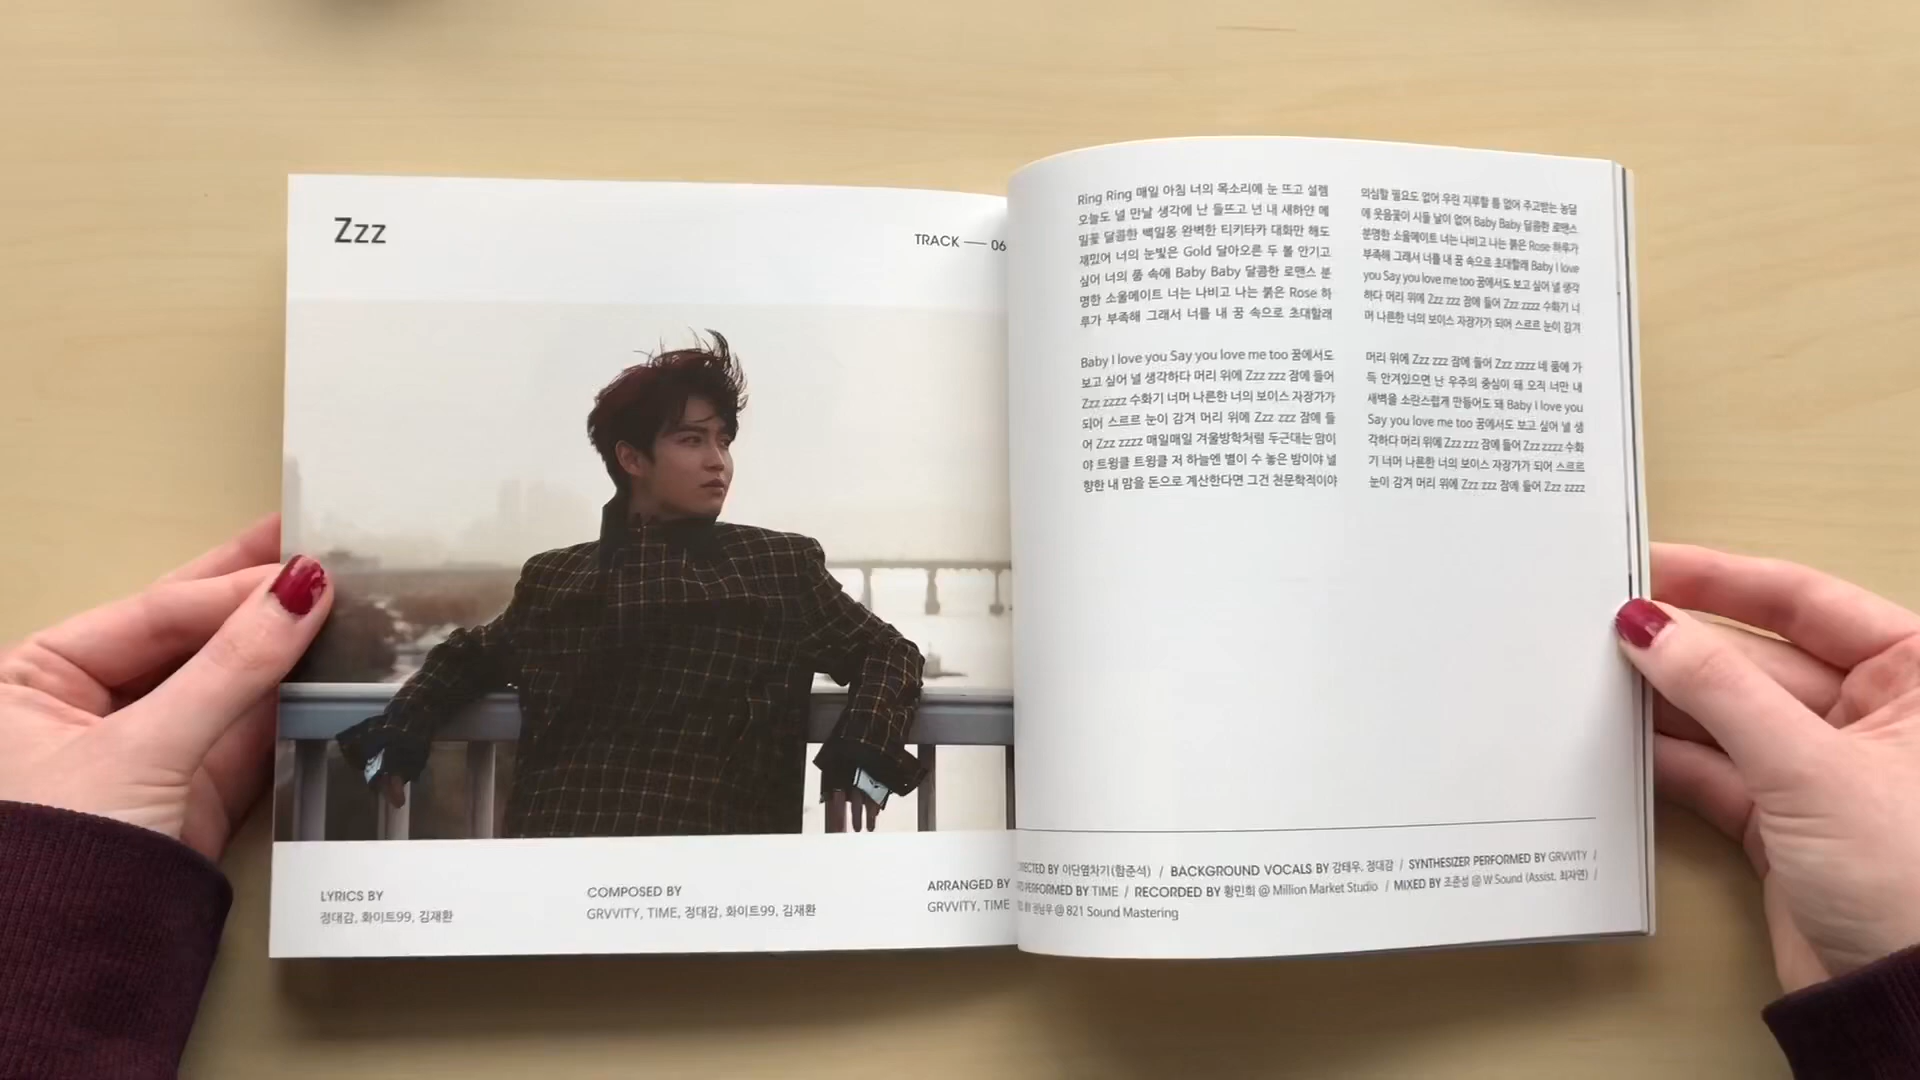 Zzz
TRACK — 06
LYRICS BY
정대감, 화이트99, 김재환
COMPOSED BY
GRVVITY, TIME, 정대감, 화이트99, 김재환
ARRANGED BY
GRVVITY, TIME
Ring Ring 매일 아침 너의 목소리에 눈 뜨고 설렘
오늘도 널 만날 생각에 난 들뜨고 넌 내 새하얀 메
밀꽃 달콤한 백일몽 완벽한 티키타카 대화만 해도
재밌어 너의 눈빛은 Gold 달아오른 두 볼 안기고
싶어 너의 품 속에 Baby Baby 달콤한 로맨스 분
명한 소울메이트 너는 나비고 나는 붉은 Rose 하
루가 부족해 그래서 너를 내 꿈 속으로 초대할래
Baby I love you Say you love me too 꿈에서도
보고 싶어 널 생각하다 머리 위에 Zzz zzz 잠에 들어
Zzz zzzz 수화기 너머 나른한 너의 보이스 자장가가
되어 스르르 눈이 감겨 머리 위에 Zzz zzz 잠에 들
어 Zzz zzzz 매일매일 겨울방학처럼 두근대는 맘이
야 트윙클 트윙클 저 하늘엔 별이 수 놓은 밤이야 널
향한 내 맘을 돈으로 계산한다면 그건 천문학적이야
의심할 필요도 없어 우린 지루할 틈 없어 주고받는 농담
에 웃음꽃이 시들 날이 없어 Baby Baby 달콤한 로맨스
분명한 소울메이트 너는 나비고 나는 붉은 Rose 하루가
부족해 그래서 너를 내 꿈 속으로 초대할래 Baby I love
you Say you love me too 꿈에서도 보고 싶어 널 생각
하다 머리 위에 Zzz zzz 잠에 들어 Zzz zzzz 수화기 너
머 나른한 너의 보이스 자장가가 되어 스르르 눈이 감겨
머리 위에 Zzz zzz 잠에 들어 Zzz zzzz 네 품에 가
득 안겨있으면 난 우주의 중심이 돼 오직 너만 내
새벽을 소란스럽게 만들어도 돼 Baby I love you
Say you love me too 꿈에서도 보고 싶어 널 생
각하다 머리 위에 Zzz zzz 잠에 들어 Zzz zzzz 수화
기 너머 나른한 너의 보이스 자장가가 되어 스르르
눈이 감겨 머리 위에 Zzz zzz 잠에 들어 Zzz zzzz
BY 이단옆차기(함준석) / BACKGROUND VOCALS BY 강태우, 정대감 / SYNTHESIZER PERFORMED BY GRVVITY /
PERFORMED BY TIME / RECORDED BY 황민희 @ Million Market Studio / MIXED BY 조준성 @ W Sound (Assist. 최자연) /
BY 권남우 @ 821 Sound Mastering